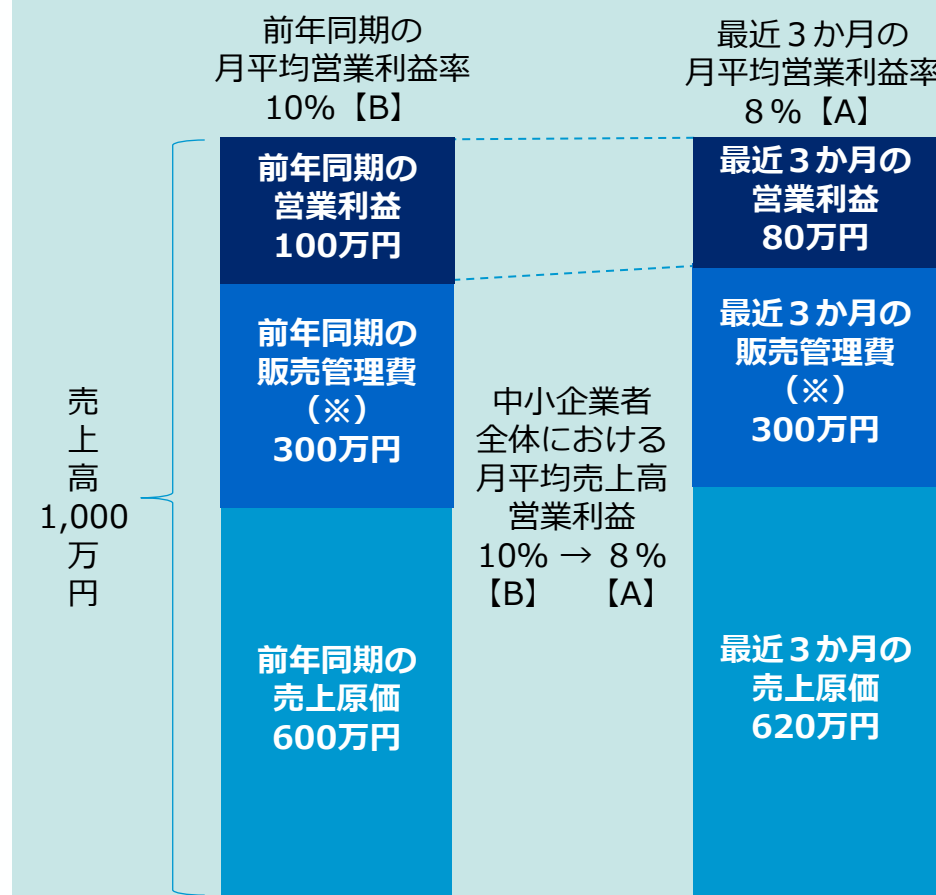 前年同期の
月平均営業利益率
10%【B】
最近３か月の
月平均営業利益率
８%【A】
売
上
高
1,000
万
円
前年同期の
営業利益
100万円
前年同期の
販売管理費
（※）
300万円
前年同期の
売上原価
600万円
中小企業者
全体における
月平均売上高
営業利益
10% → ８%
【B】 【A】
最近３か月の
営業利益
80万円
最近３か月の
販売管理費
（※）
300万円
最近３か月の
売上原価
620万円